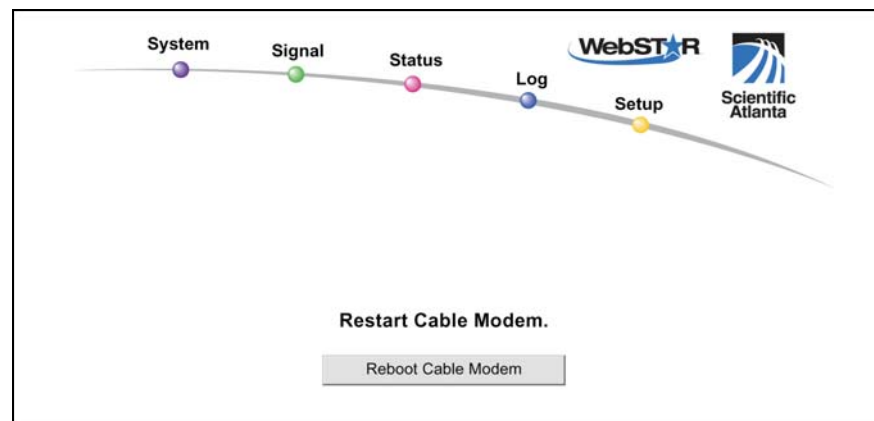 System
Signal
Status
Log
Setup
WebSTAR
Scientific
Atlanta
Restart Cable Modem.
Reboot Cable Modem